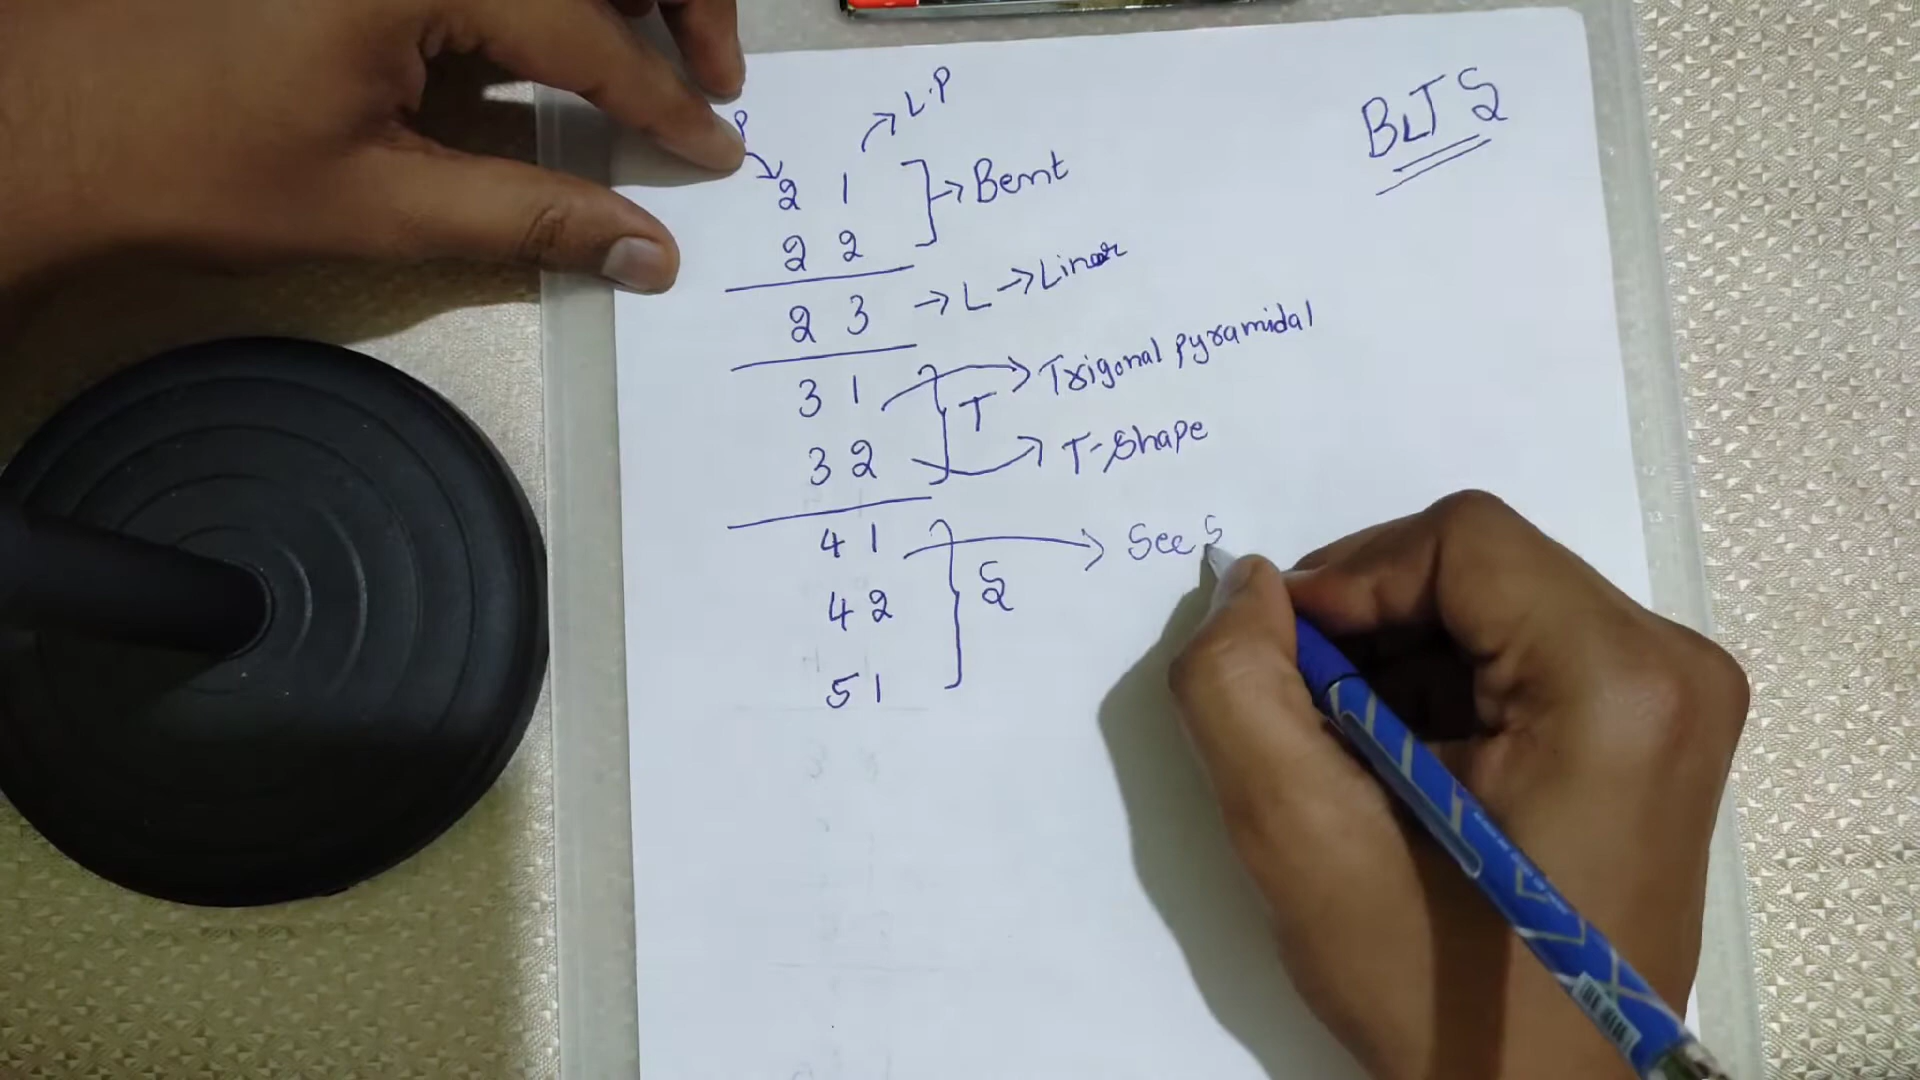 BLTS
P L.P
2 1 → Bemt
2 2
2 3 → L → Linear
3 1 → Trigonal pyramidal
T
3 2 → T-Shape
4 1 → See S
4 2 S
5 1